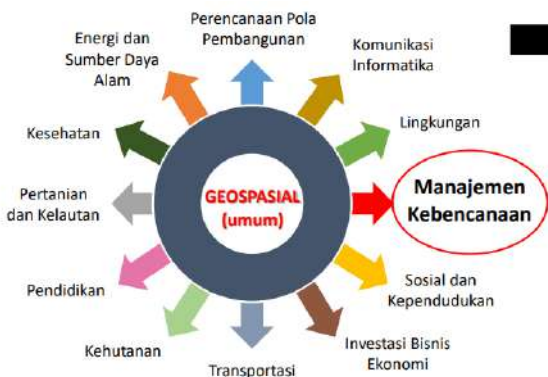 Perencanaan Pola
Pembangunan
Komunikasi
Informatika
Lingkungan
Manajemen
Kebencanaan
Sosial dan
Kependudukan
Investasi Bisnis
Ekonomi
Transportasi
Kehutanan
Pendidikan
Pertanian
dan Kelautan
Kesehatan
Energi dan
Sumber Daya
Alam
GEOSPASIAL
(umum)